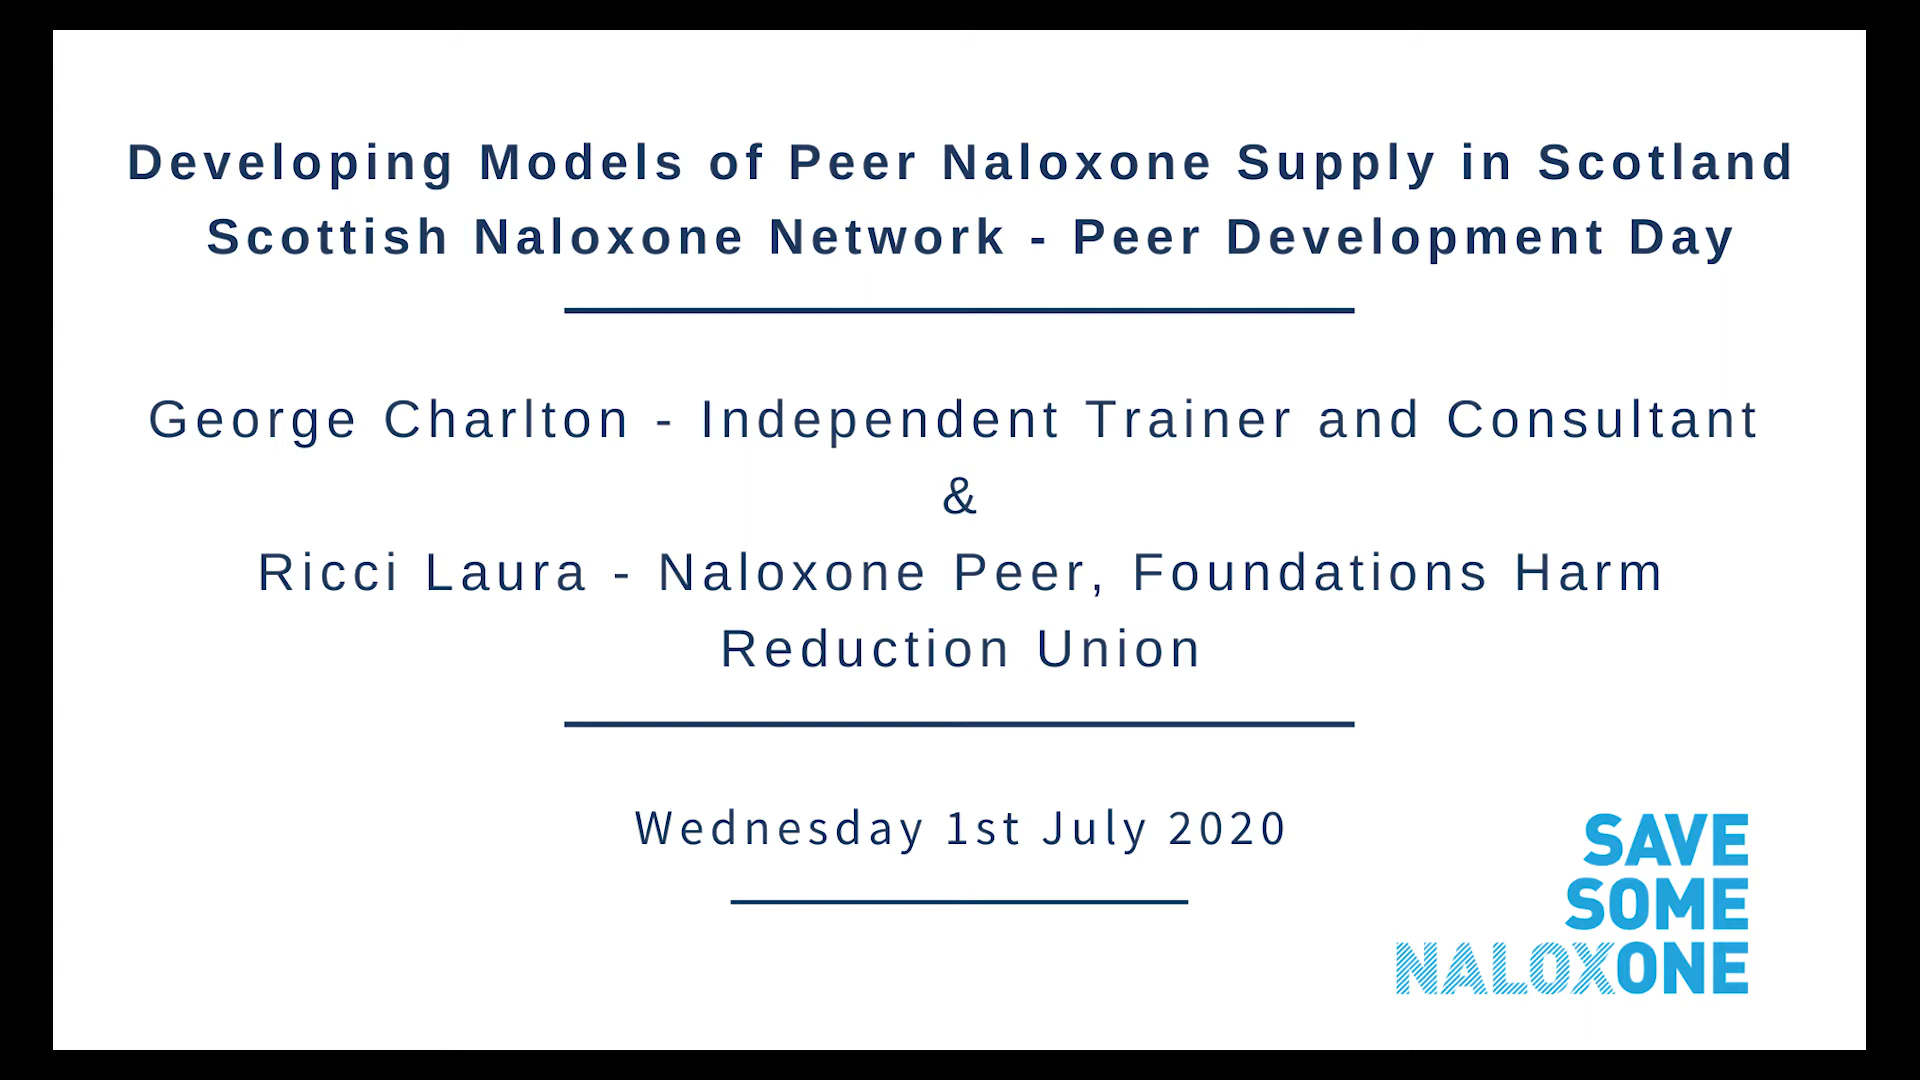 Developing Models of Peer Naloxone Supply in Scotland
Scottish Naloxone Network - Peer Development Day
George Charlton - Independent Trainer and Consultant
&
Ricci Laura - Naloxone Peer, Foundations Harm
Reduction Union
Wednesday 1st July 2020
SAVE
SOME
NALOXONE